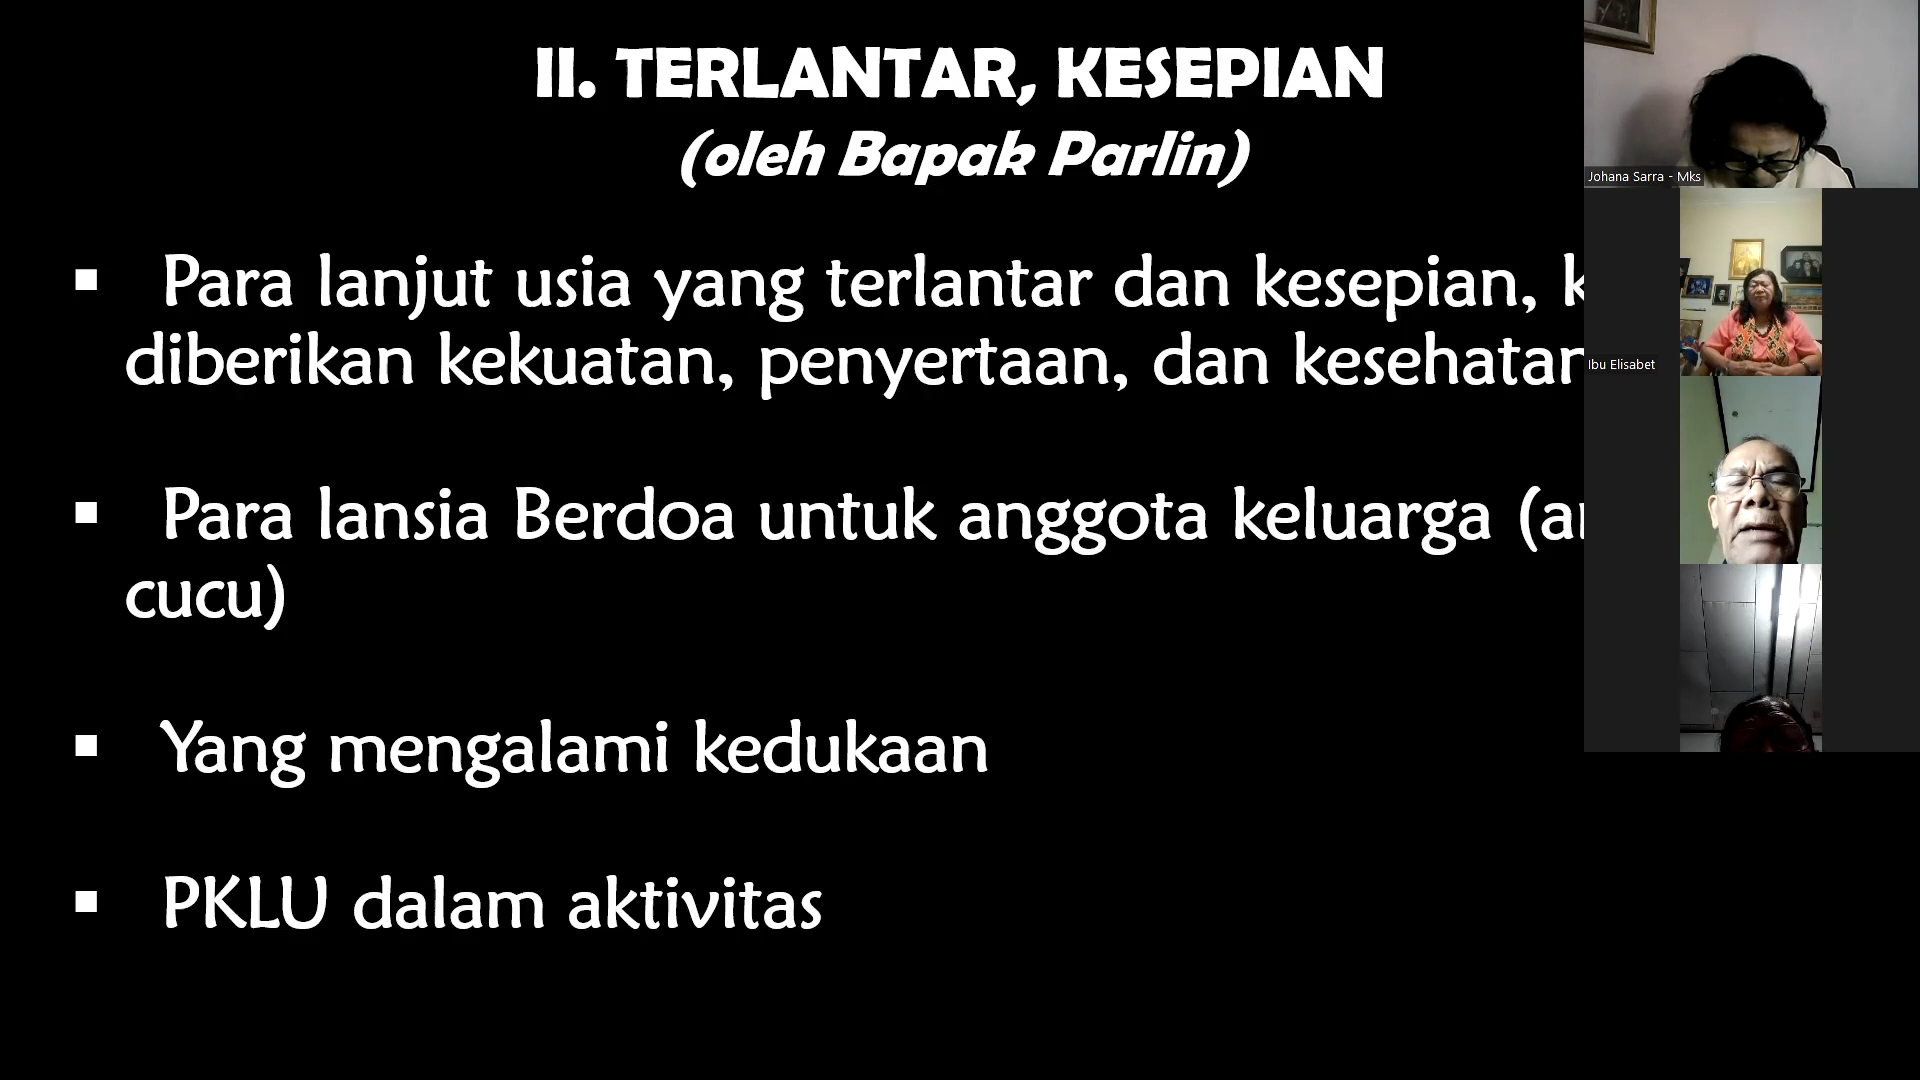 II. TERLANTAR, KESEPIAN
(oleh Bapak Parlin)
▪ Para lanjut usia yang terlantar dan kesepian,
diberikan kekuatan, penyertaan, dan kesehatan
▪ Para lansia Berdoa untuk anggota keluarga
cucu)
▪ Yang mengalami kedukaan
▪ PKLU dalam aktivitas
Johana Sarra - Mks
Ibu Elisabet